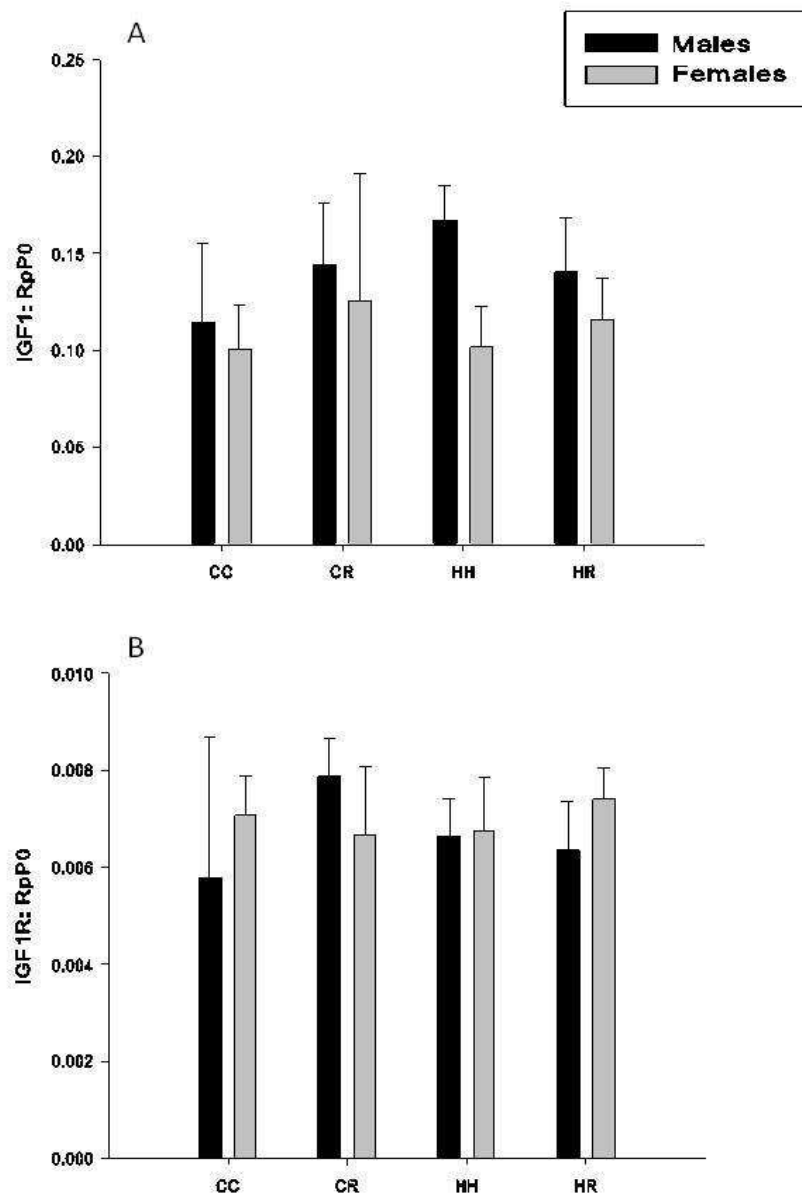 A
Males
Females
0.25
0.20
0.15
0.10
0.05
0.00
IGF1: RpP0
CC CR HH HR
B
0.010
0.008
0.006
0.004
0.002
0.000
IGF1R: RpP0
CC CR HH HR